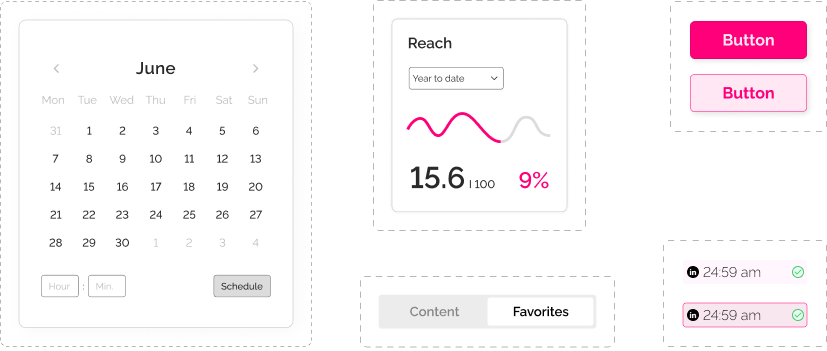 June
Mon Tue Wed Thu Fri Sat Sun
31 1 2 3 4 5 6
7 8 9 10 11 12 13
14 15 16 17 18 19 20
21 22 23 24 25 26 27
28 29 30 1 2 3 4
Hour : Min. Schedule
Reach
Year to date
15.6 I 100 9%
Content Favorites
Button
Button
in 24:59 am
in 24:59 am